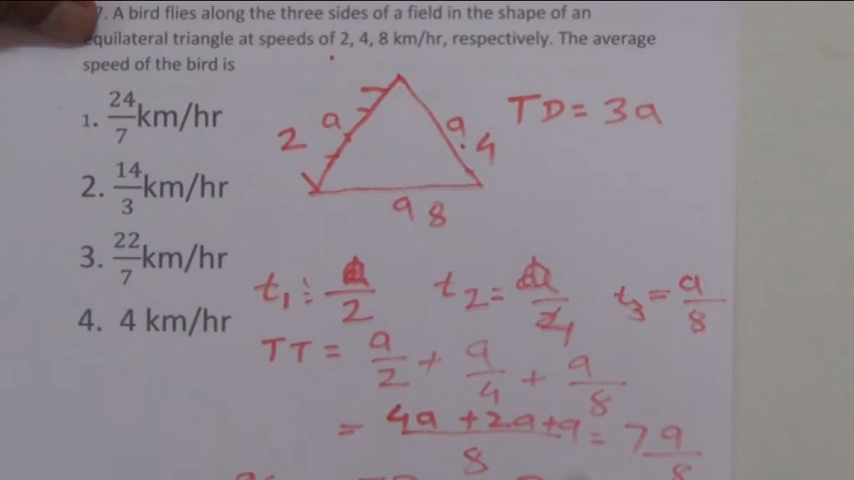 7. A bird flies along the three sides of a field in the shape of an
equilateral triangle at speeds of 2, 4, 8 km/hr, respectively. The average
speed of the bird is
1. 24/7 km/hr
2. 14/3 km/hr
3. 22/7 km/hr
4. 4 km/hr
2 a a 4
a 8
TD = 3a
t₁ = a/2 t₂ = a/4 t₃ = a/8
TT = a/2 + a/4 + a/8
= 4a + 2a + a / 8 = 7a/8